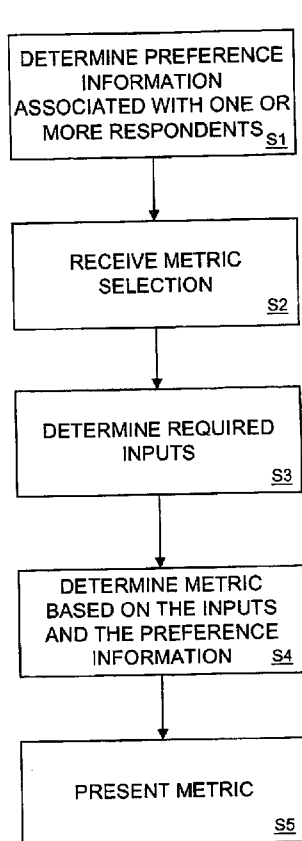 DETERMINE PREFERENCE
INFORMATION
ASSOCIATED WITH ONE OR
MORE RESPONDENTS S1
RECEIVE METRIC
SELECTION
S2
DETERMINE REQUIRED
INPUTS
S3
DETERMINE METRIC
BASED ON THE INPUTS
AND THE PREFERENCE
INFORMATION S4
PRESENT METRIC
S5